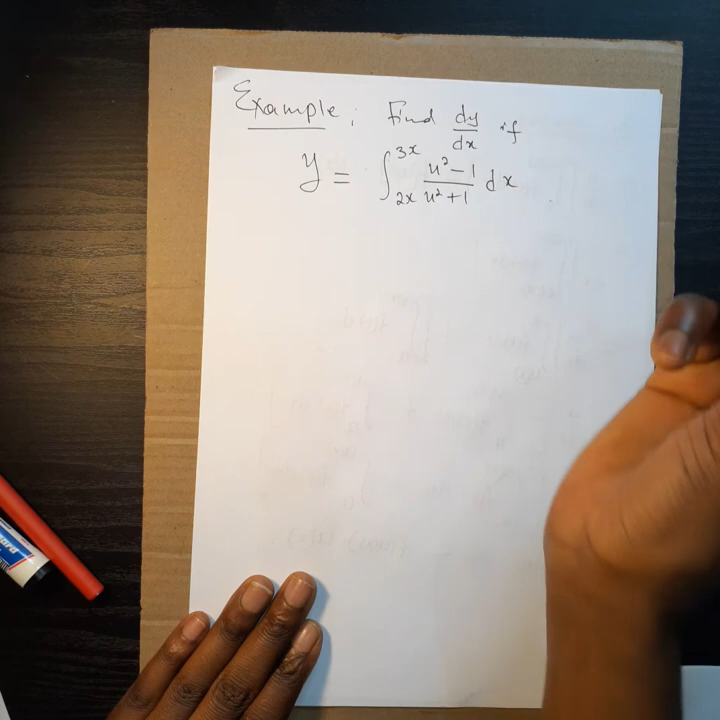 Example; Find dy/dx if
y = ∫_{2x}^{3x} (u²-1)/(u²+1) dx